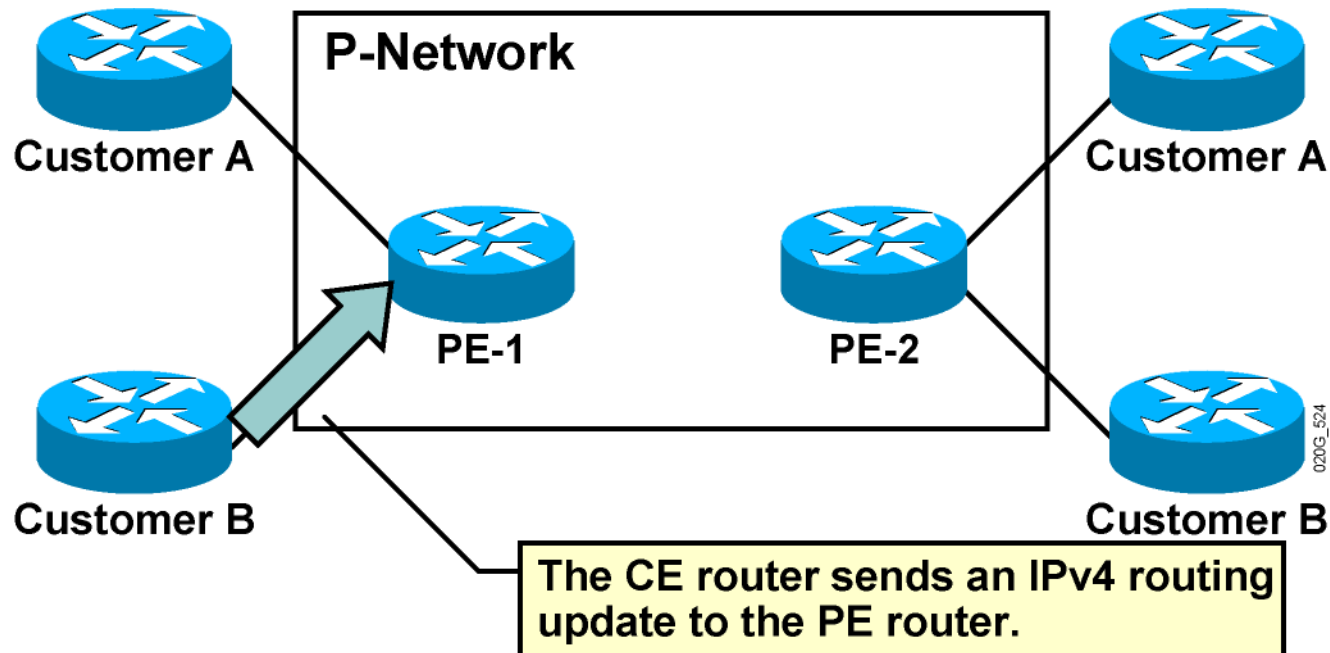 P-Network
Customer A
Customer A
PE-1
PE-2
Customer B
Customer B
020G_524
The CE router sends an IPv4 routing
update to the PE router.